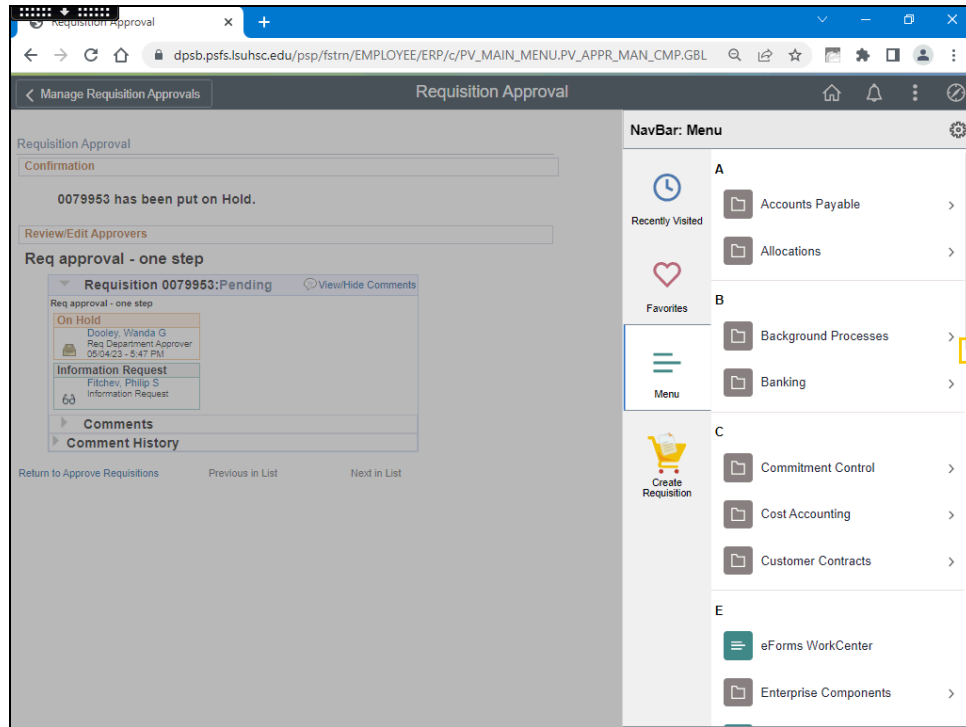 Requisition Approval
dpsb.psfs.lsuhsc.edu/psp/fstrn/EMPLOYEE/ERP/c/PV_MAIN_MENU.PV_APPR_MAN_CMP.GBL
Manage Requisition Approvals
Requisition Approval
Requisition Approval
Confirmation
0079953 has been put on Hold.
Review/Edit Approvers
Req approval - one step
Requisition 0079953:Pending
View/Hide Comments
Req approval - one step
On Hold
Dooley, Wanda G
Req Department Approver
05/04/23 - 5:47 PM
Information Request
Fitchev, Philip S
Information Request
Comments
Comment History
Return to Approve Requisitions
Previous in List
Next in List
NavBar: Menu
Recently Visited
Favorites
Menu
Create
Requisition
A
Accounts Payable
Allocations
B
Background Processes
Banking
C
Commitment Control
Cost Accounting
Customer Contracts
E
eForms WorkCenter
Enterprise Components